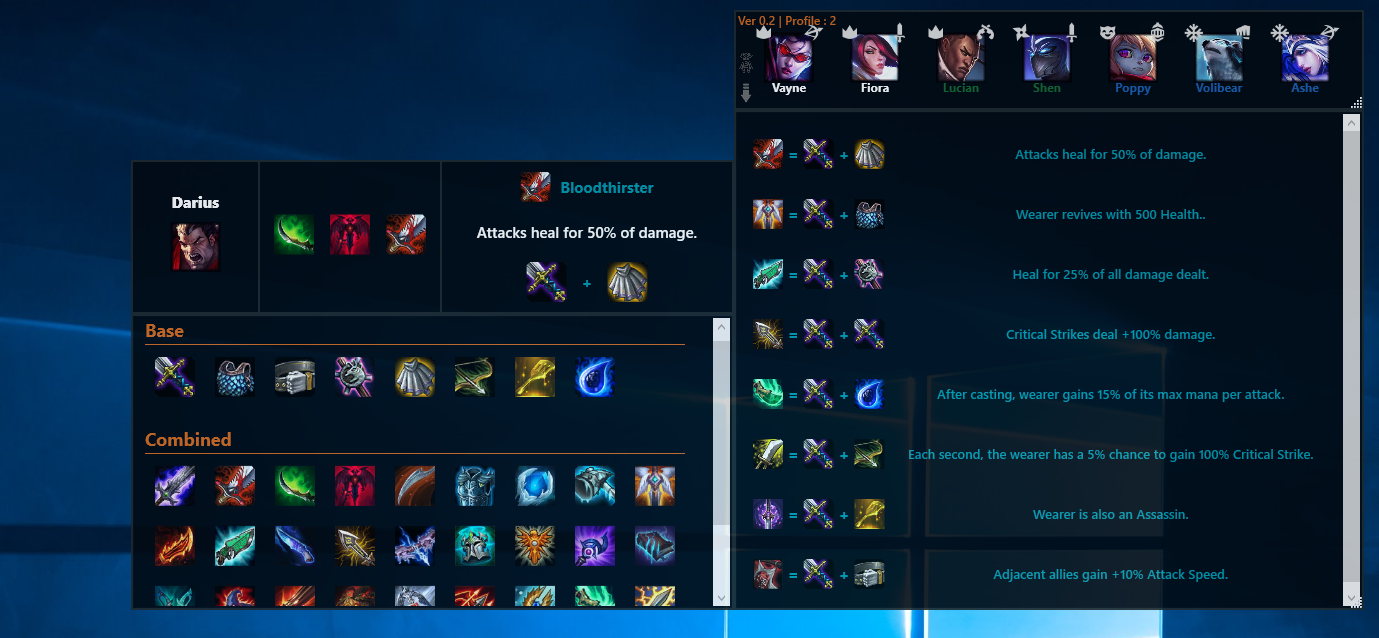 Ver 0.2 | Profile : 2
Vayne
Fiora
Lucian
Shen
Poppy
Volibear
Ashe
Darius
Bloodthirster
Attacks heal for 50% of damage.
+
Base
Combined
= + Attacks heal for 50% of damage.
= + Wearer revives with 500 Health..
= + Heal for 25% of all damage dealt.
= + Critical Strikes deal +100% damage.
= + After casting, wearer gains 15% of its max mana per attack.
= + Each second, the wearer has a 5% chance to gain 100% Critical Strike.
= + Wearer is also an Assassin.
= + Adjacent allies gain +10% Attack Speed.